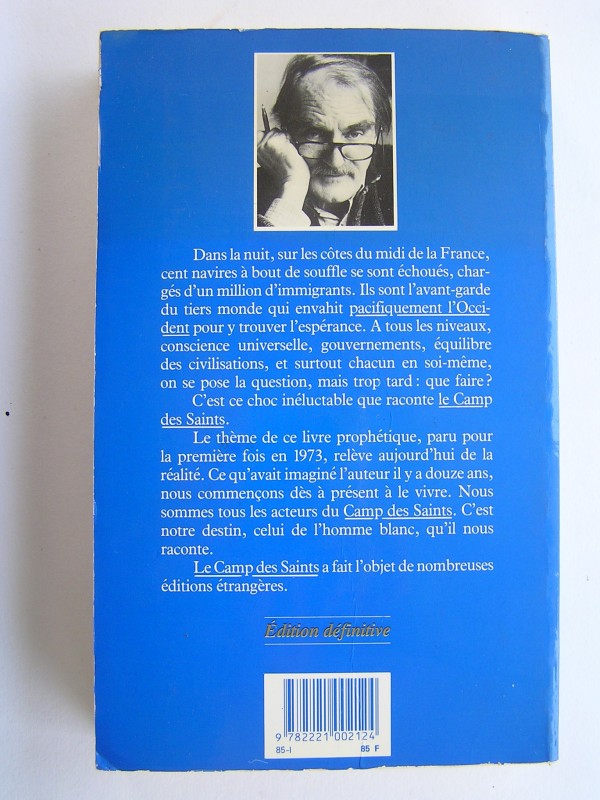 Dans la nuit, sur les côtes du midi de la France,
cent navires à bout de souffle se sont échoués, char-
gés d'un million d'immigrants. Ils sont l'avant-garde
du tiers monde qui envahit pacifiquement l'Occi-
dent pour y trouver l'espérance. A tous les niveaux,
conscience universelle, gouvernements, équilibre
des civilisations, et surtout chacun en soi-même,
on se pose la question, mais trop tard : que faire ?
C'est ce choc inéluctable que raconte le Camp
des Saints.
Le thème de ce livre prophétique, paru pour
la première fois en 1973, relève aujourd'hui de la
réalité. Ce qu'avait imaginé l'auteur il y a douze ans,
nous commençons dès à présent à le vivre. Nous
sommes tous les acteurs du Camp des Saints. C'est
notre destin, celui de l'homme blanc, qu'il nous
raconte.
Le Camp des Saints a fait l'objet de nombreuses
éditions étrangères.
Édition définitive
9 782221 002124
85-I 85 F